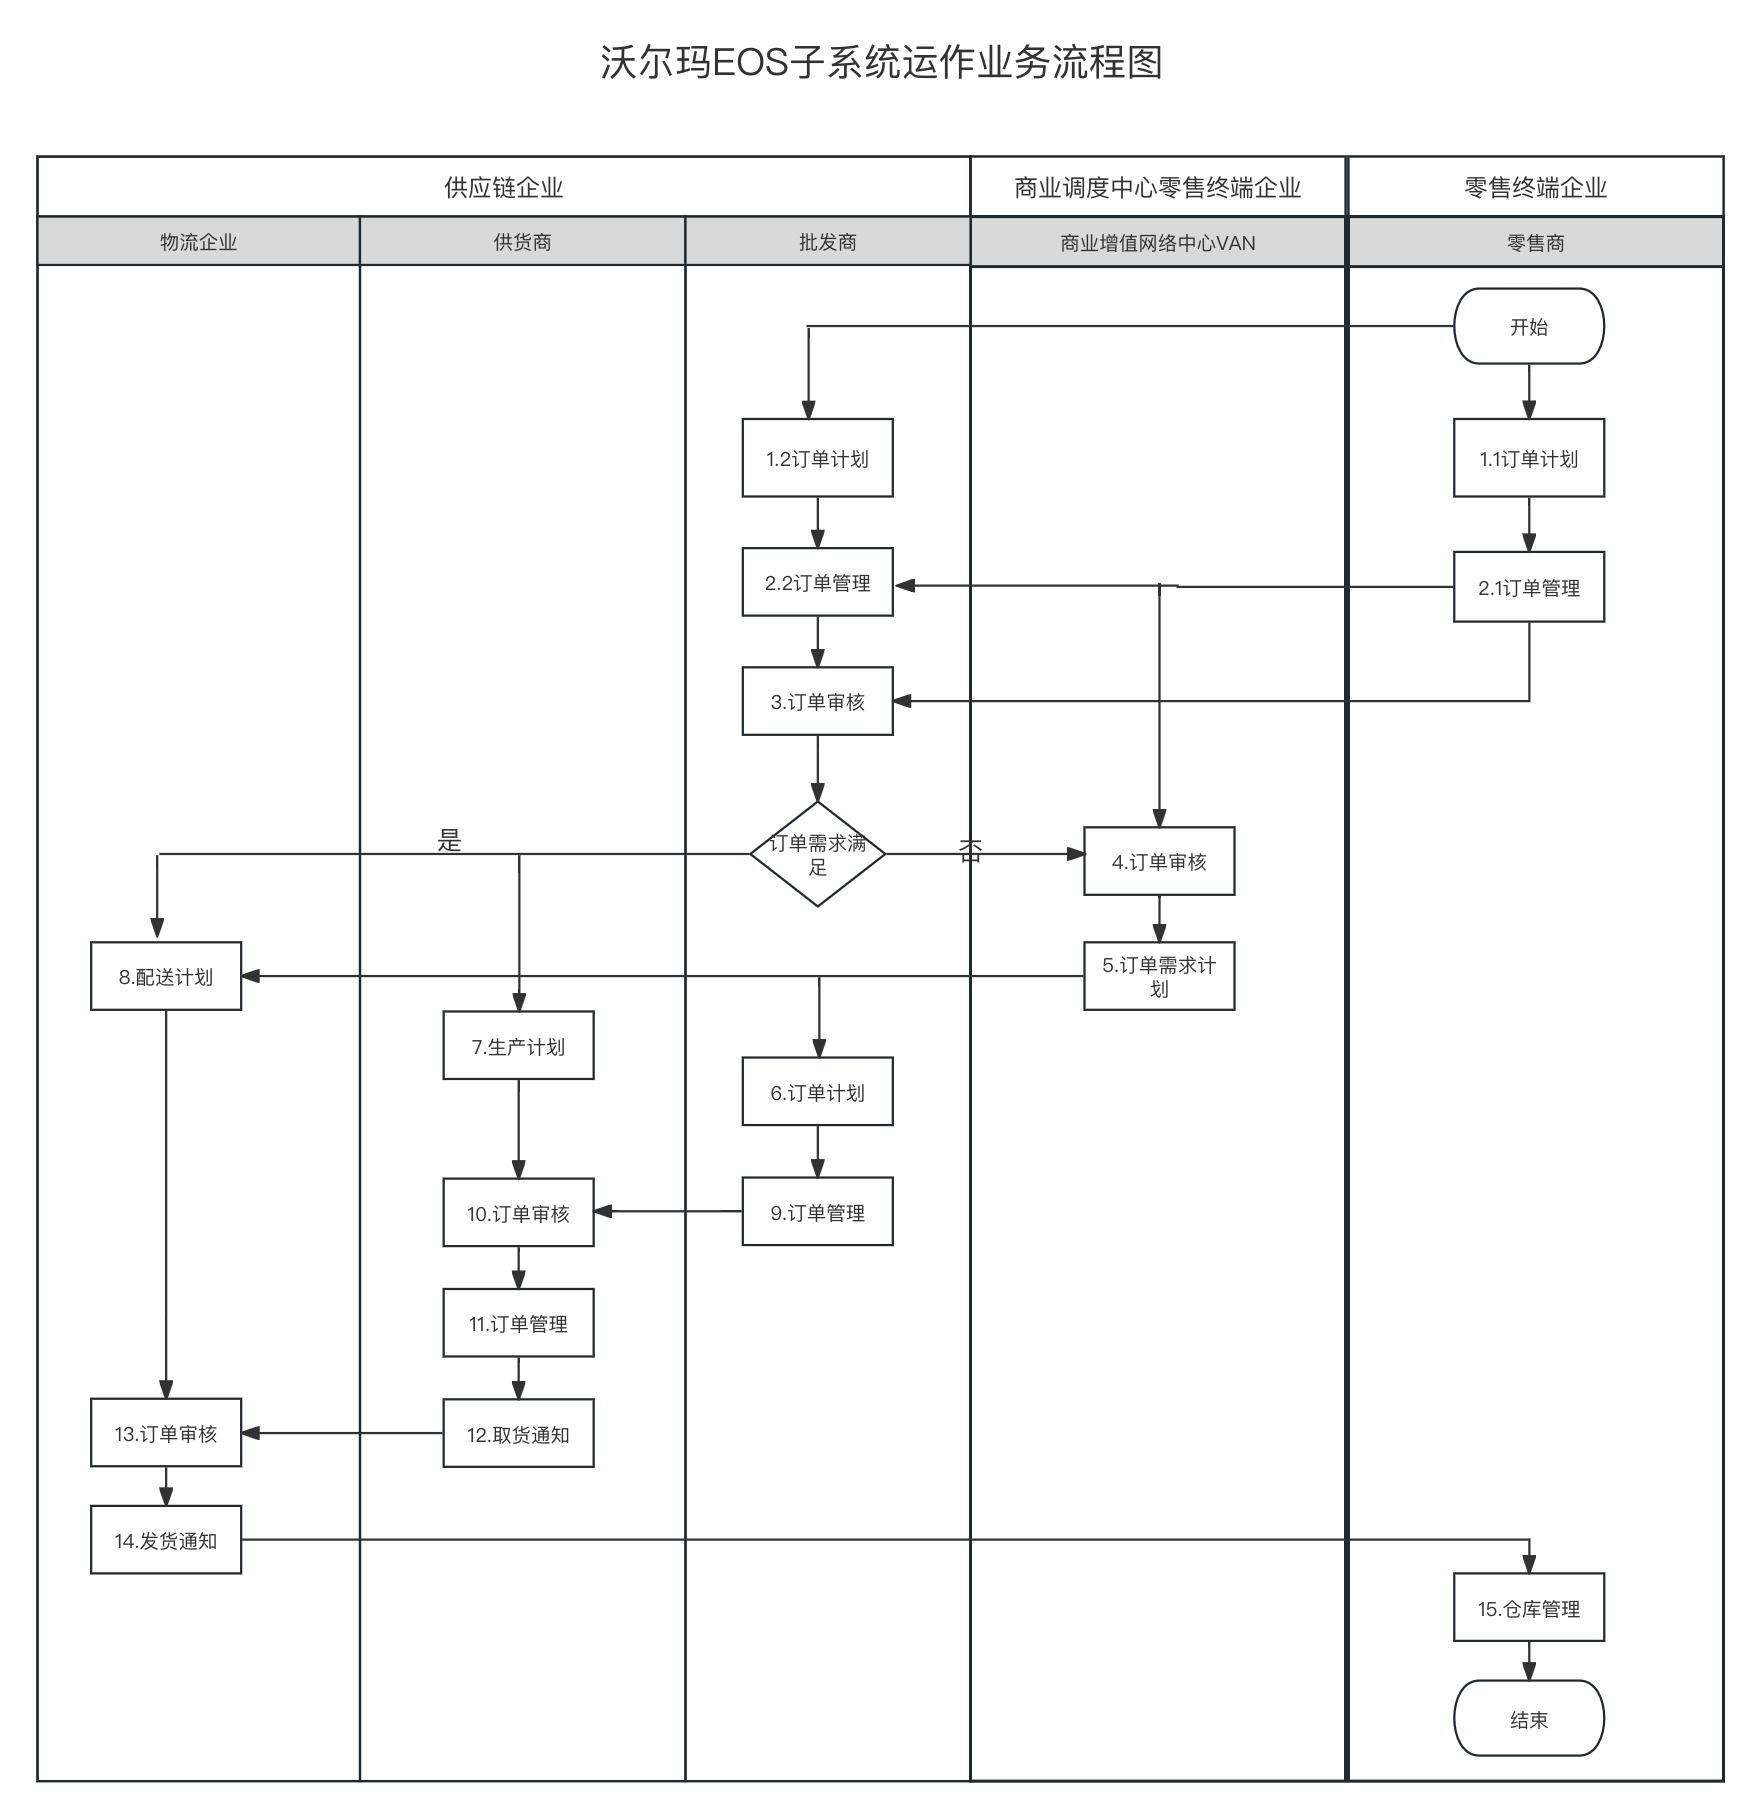 沃尔玛EOS子系统运作业务流程图
供应链企业
商业调度中心零售终端企业
零售终端企业
物流企业
供货商
批发商
商业增值网络中心VAN
零售商
开始
1.2订单计划
1.1订单计划
2.2订单管理
2.1订单管理
3.订单审核
是
订单需求满
足
否
4.订单审核
8.配送计划
5.订单需求计
划
7.生产计划
6.订单计划
10.订单审核
9.订单管理
11.订单管理
13.订单审核
12.取货通知
14.发货通知
15.仓库管理
结束